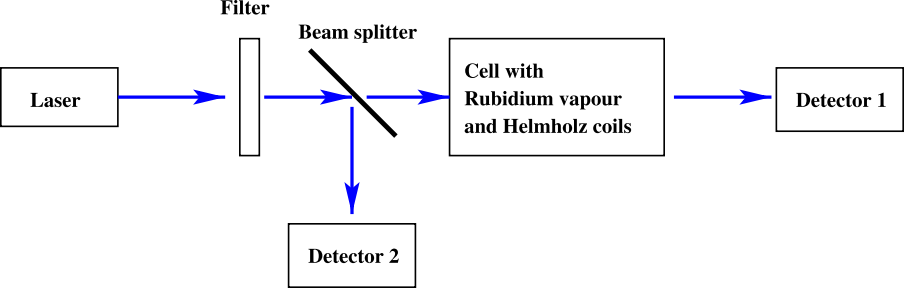 Filter
Beam splitter
Laser
Cell with
Rubidium vapour
and Helmholz coils
Detector 1
Detector 2